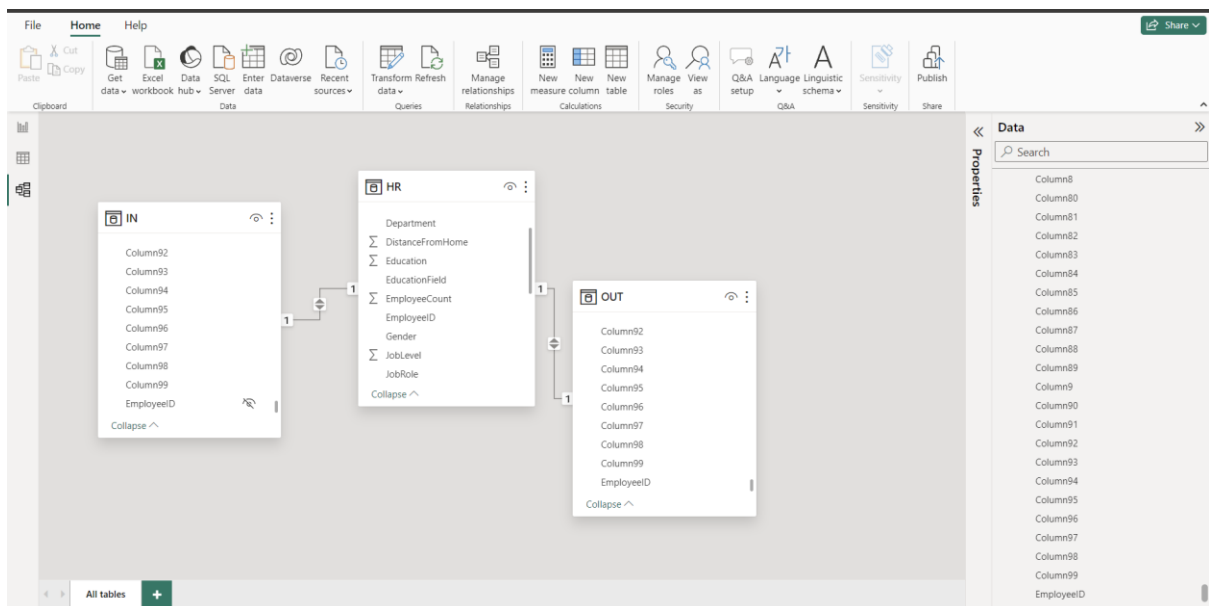 File Home Help Share
Cut
Copy
Paste
Get data
Excel workbook
Data hub
SQL Server
Enter data
Dataverse
Recent sources
Transform data
Refresh
Manage relationships
New measure
New column
New table
Manage roles
View as
Q&A setup
Language
Linguistic schema
Sensitivity
Publish
Clipboard Data Queries Relationships Calculations Security Q&A Sensitivity Share
IN
Column92
Column93
Column94
Column95
Column96
Column97
Column98
Column99
EmployeeID
Collapse
1
1
HR
Department
DistanceFromHome
Education
EducationField
EmployeeCount
EmployeeID
Gender
JobLevel
JobRole
Collapse
1
1
OUT
Column92
Column93
Column94
Column95
Column96
Column97
Column98
Column99
EmployeeID
Collapse
Properties
Data
Search
Column8
Column80
Column81
Column82
Column83
Column84
Column85
Column86
Column87
Column88
Column89
Column9
Column90
Column91
Column92
Column93
Column94
Column95
Column96
Column97
Column98
Column99
EmployeeID
All tables